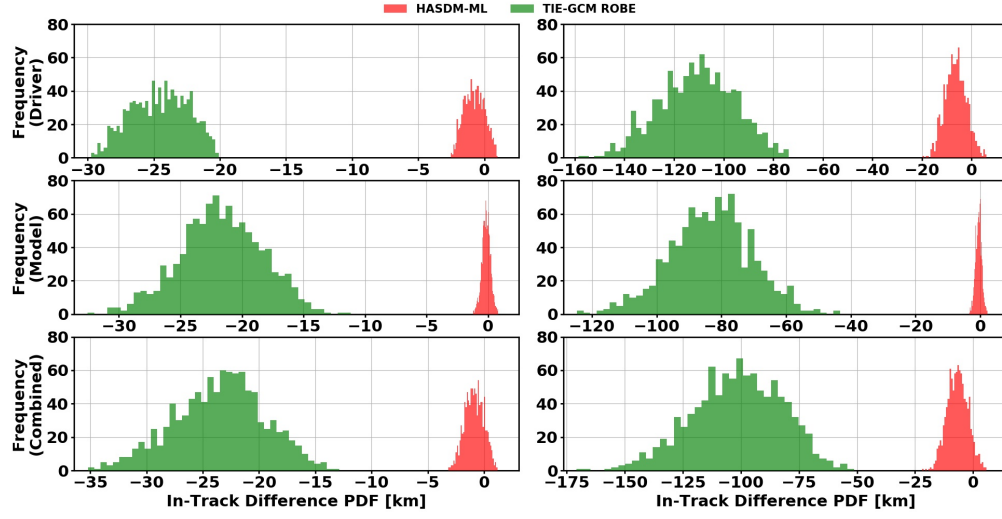 HASDM-ML TIE-GCM ROBE
Frequency
(Driver)
80
60
40
20
0
−30 −25 −20 −15 −10 −5 0
80
60
40
20
0
−160 −140 −120 −100 −80 −60 −40 −20 0
Frequency
(Model)
80
60
40
20
0
−30 −25 −20 −15 −10 −5 0
80
60
40
20
0
−120 −100 −80 −60 −40 −20 0
Frequency
(Combined)
80
60
40
20
0
−35 −30 −25 −20 −15 −10 −5 0
In-Track Difference PDF [km]
80
60
40
20
0
−175 −150 −125 −100 −75 −50 −25 0
In-Track Difference PDF [km]